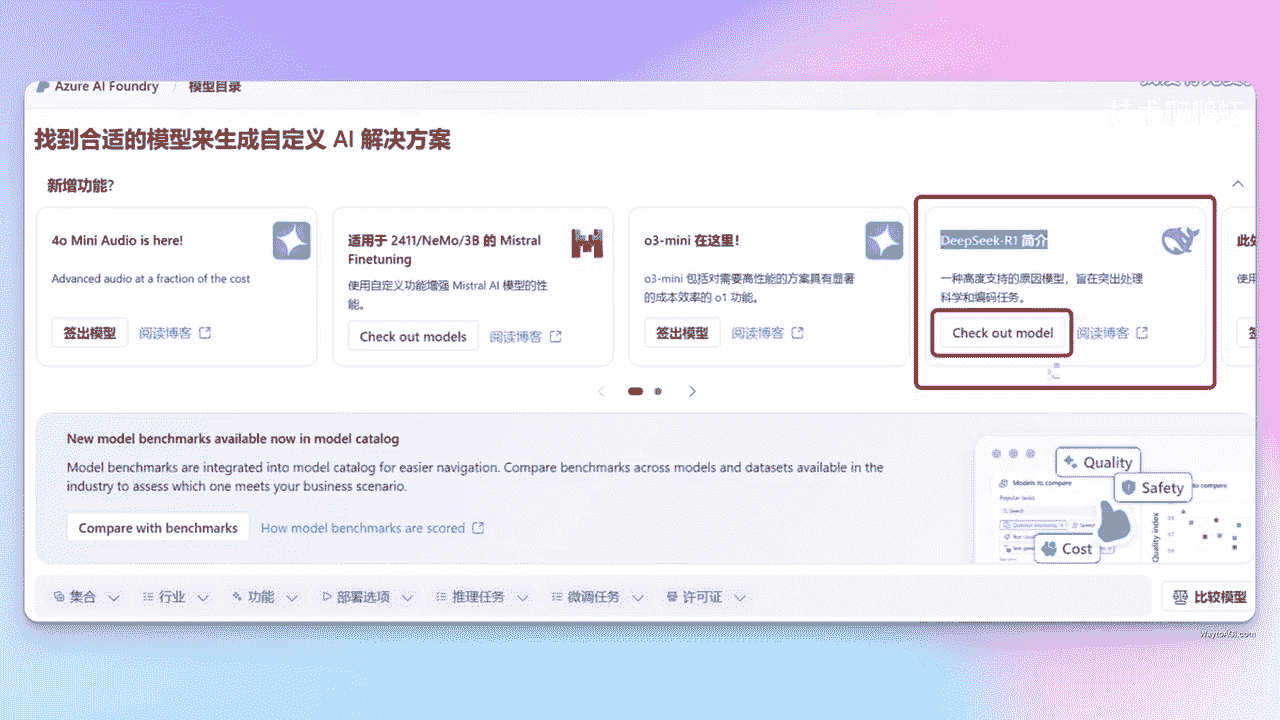 Azure AI Foundry / 模型目录
找到合适的模型来生成自定义 AI 解决方案
新增功能?
4o Mini Audio is here!
Advanced audio at a fraction of the cost
签出模型 阅读博客
适用于 2411/NeMo/3B 的 Mistral
Finetuning
使用自定义功能增强 Mistral AI 模型的性
能。
Check out models 阅读博客
o3-mini 在这里!
o3-mini 包括对需要高性能的方案具有显著
的成本效率的 o1 功能。
签出模型 阅读博客
DeepSeek-R1 简介
一种高度支持的原因模型，旨在突出处理
科学和编码任务。
Check out model 阅读博客
New model benchmarks available now in model catalog
Model benchmarks are integrated into model catalog for easier navigation. Compare benchmarks across models and datasets available in the
industry to assess which one meets your business scenario.
Compare with benchmarks How model benchmarks are scored
Quality
Safety
Cost
Models to compare
Popular tasks
Search
Quality index
集合 行业 功能 部署选项 推理任务 微调任务 许可证 比较模型
WaytoAGI.com